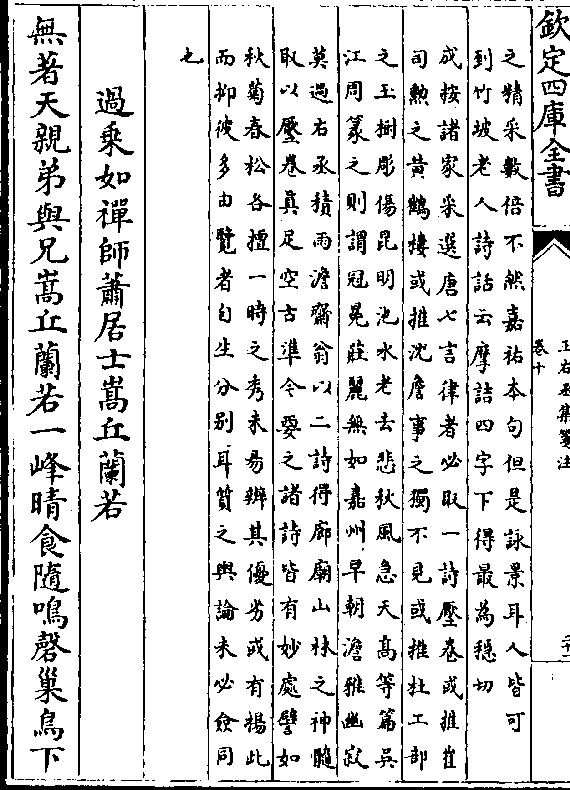 欽定四庫全書
王右丞集箋注
卷十
二十一
之精采數倍不然嘉祐本句但是詠景耳人皆可
到竹坡老人詩話云摩詰四字下得最為穩切
成按諸家采選唐七言律者必取一詩壓卷或推崔
司勲之黄鶴樓或推沈詹事之獨不見或推杜工部
之玉樹彫傷昆明池水老去悲秋風急天髙等篇吳
江周篆之則謂冠冕莊麗無如嘉州早朝澹雅幽寂
莫過右丞積雨澹齋翁以二詩得廊廟山林之神髓
取以壓卷真足空古準今要之諸詩皆有妙處譬如
秋菊春松各擅一時之秀未易辨其優劣或有揚此
而抑彼多由覽者自生分别耳質之輿論未必僉同
也
過乗如禪師蕭居士嵩丘蘭若
無著天親弟與兄嵩丘蘭若一峰晴食隨鳴磬巢烏下